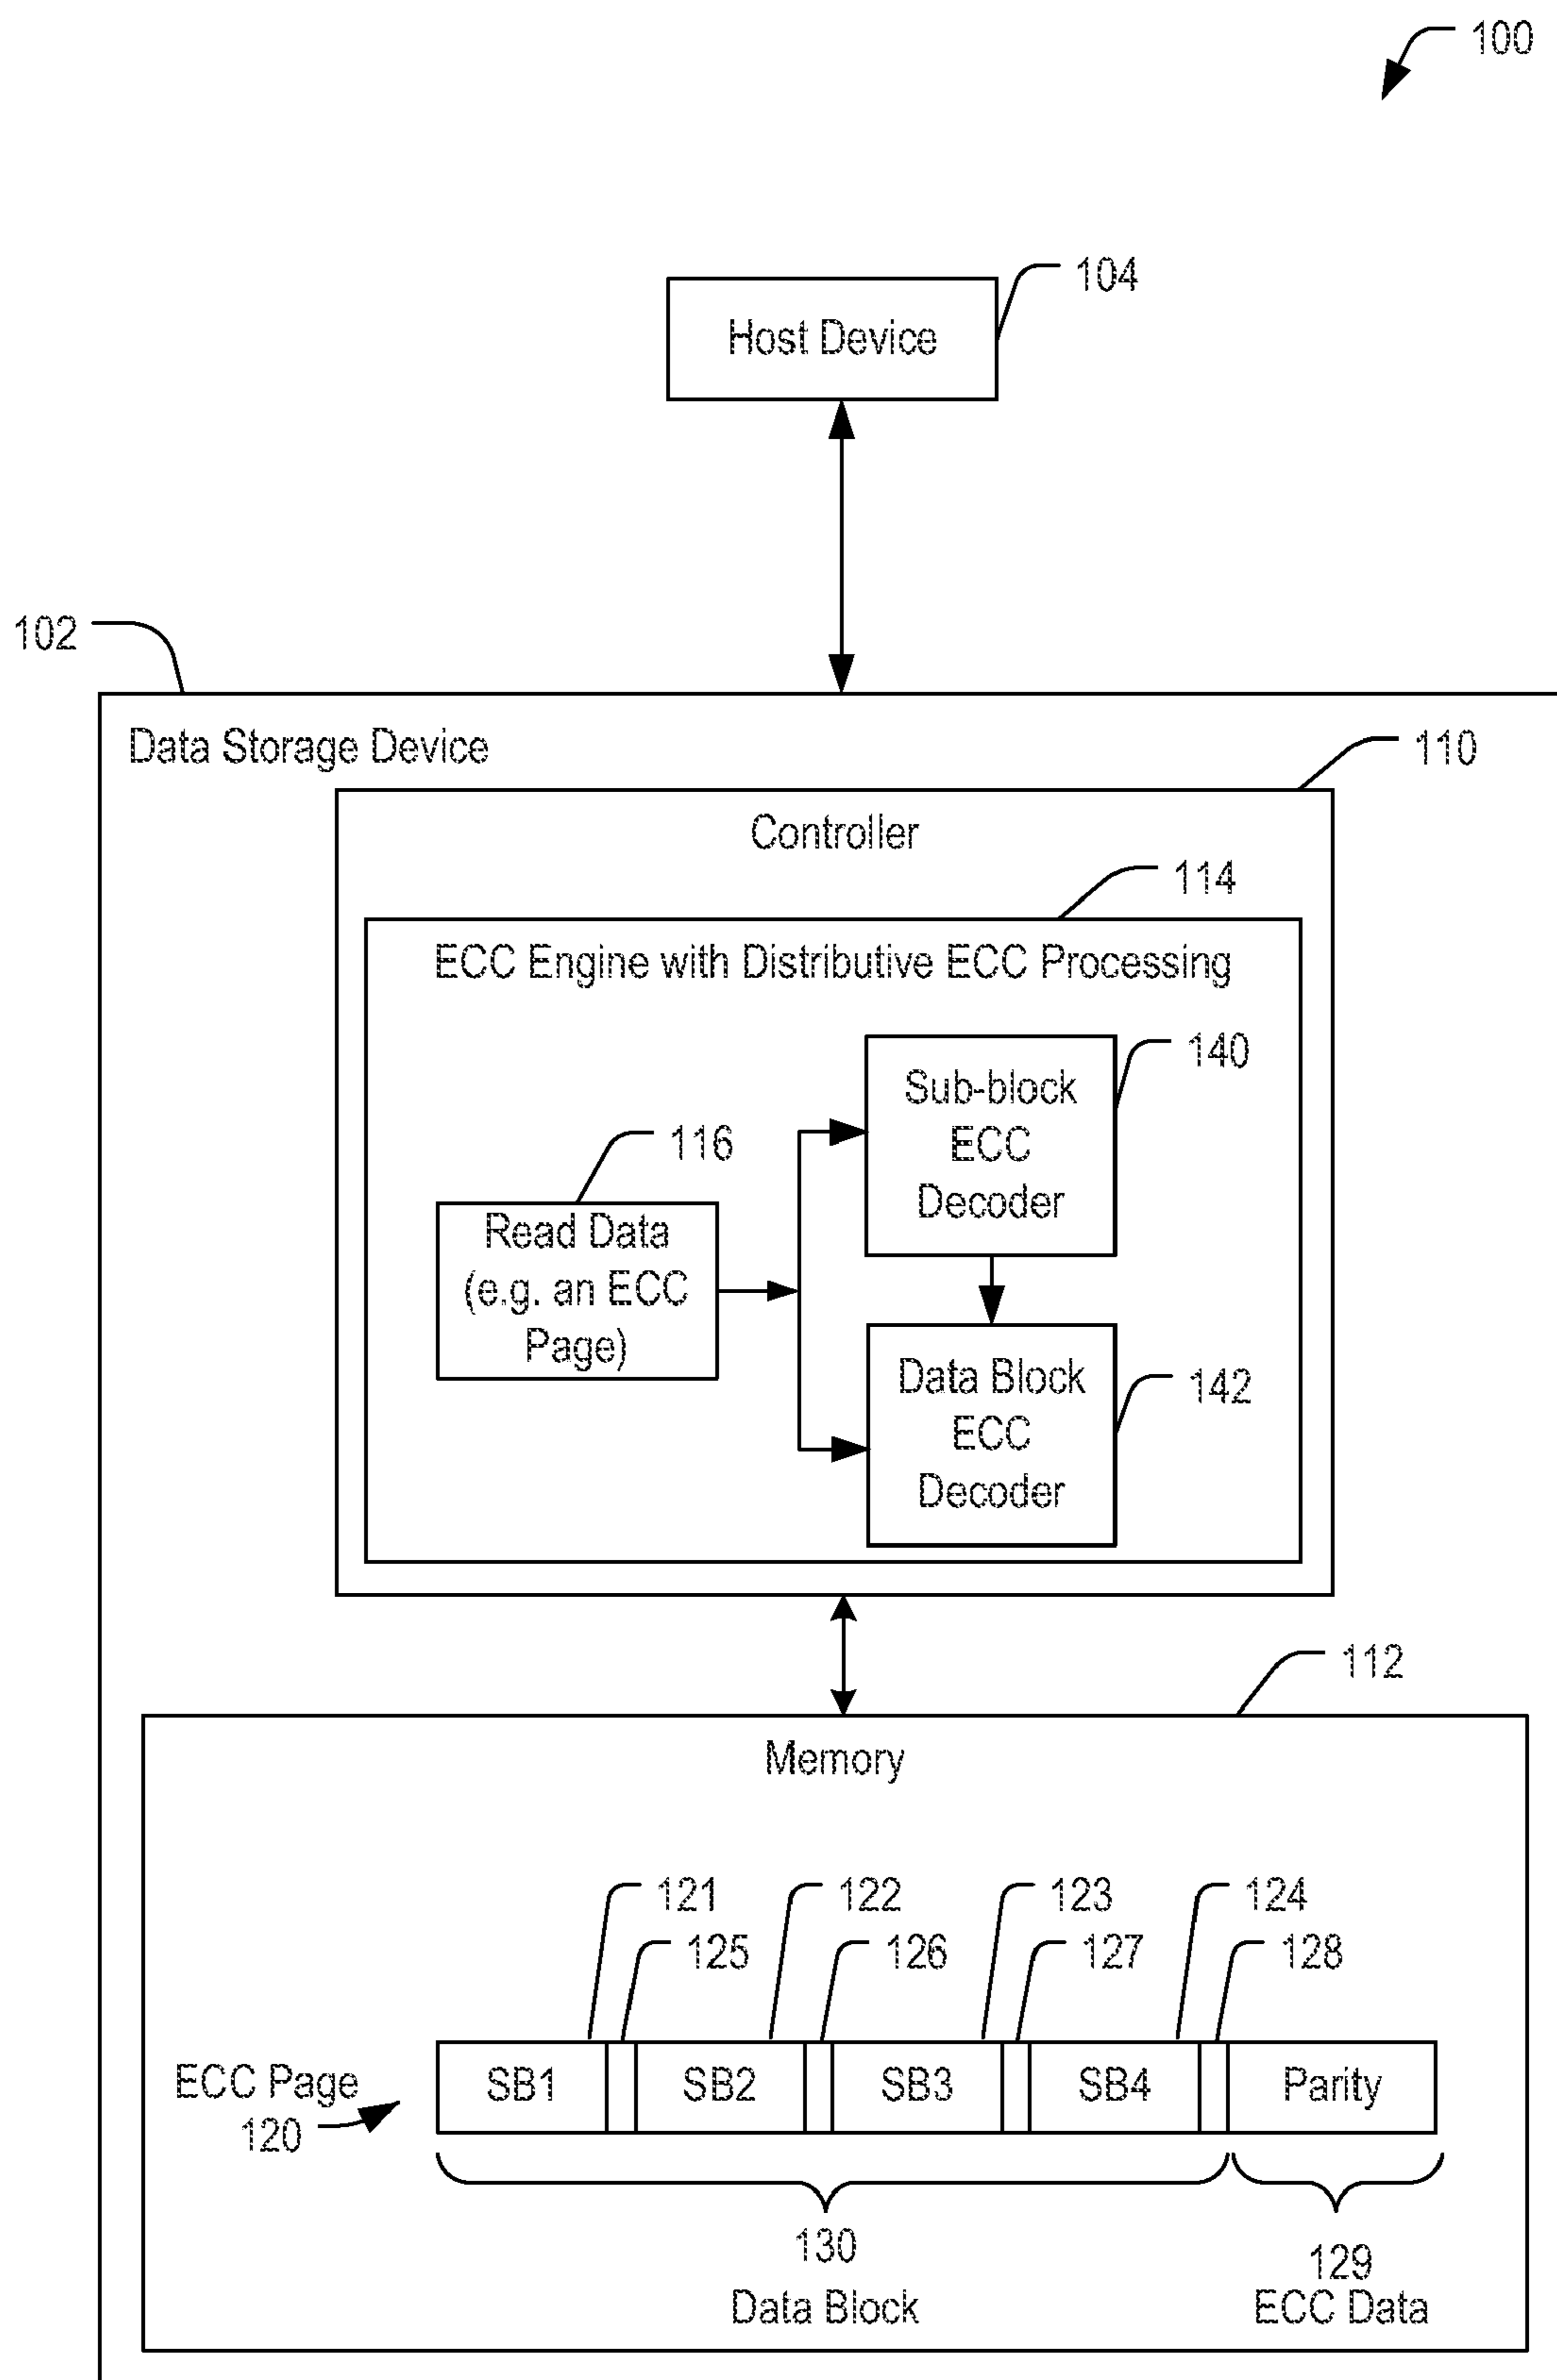 100
104
Host Device
102
Data Storage Device
110
Controller
114
ECC Engine with Distributive ECC Processing
140
Sub-block
ECC
Decoder
116
Read Data
(e.g. an ECC
Page)
Data Block
ECC
Decoder
142
112
Memory
121 122 123 124
125 126 127 128
ECC Page
120
SB1 SB2 SB3 SB4 Parity
130
Data Block
129
ECC Data